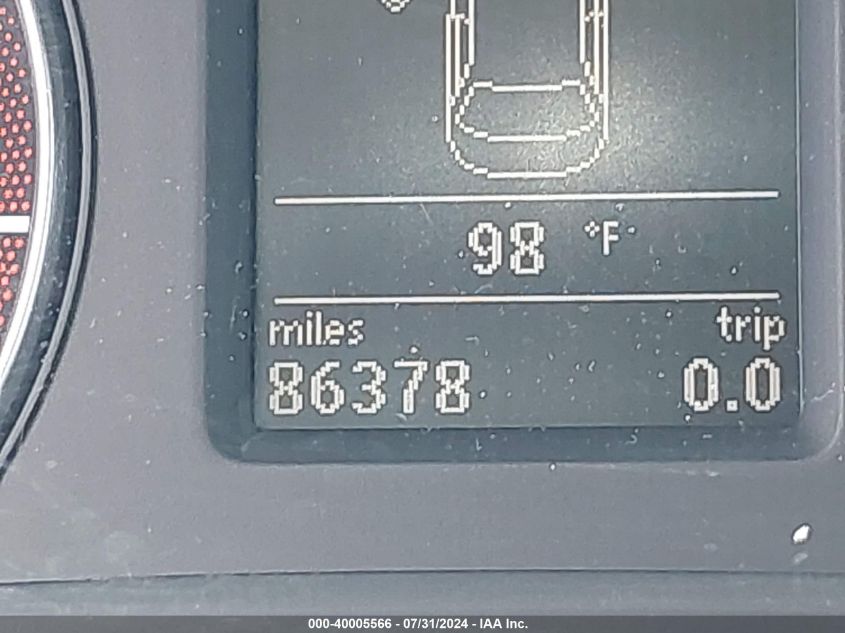 98 °F
miles trip
86378 0.0
000-40005566 - 07/31/2024 - IAA Inc.